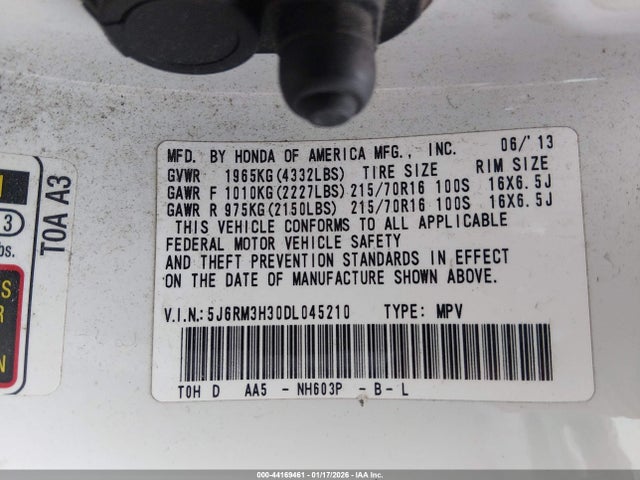 MFD. BY HONDA OF AMERICA MFG., INC. 06/'13
GVWR 1965KG(4332LBS) TIRE SIZE RIM SIZE
GAWR F 1010KG(2227LBS) 215/70R16 100S 16X6.5J
GAWR R 975KG(2150LBS) 215/70R16 100S 16X6.5J
THIS VEHICLE CONFORMS TO ALL APPLICABLE
FEDERAL MOTOR VEHICLE SAFETY
AND THEFT PREVENTION STANDARDS IN EFFECT
ON THE DATE OF MANUFACTURE SHOWN ABOVE.
V.I.N.:5J6RM3H30DL045210 TYPE: MPV
T0H D AA5 - NH603P - B - L
T0A A3
3
bs.
S
R
N
000-44169461 - 01/17/2026 - IAA Inc.